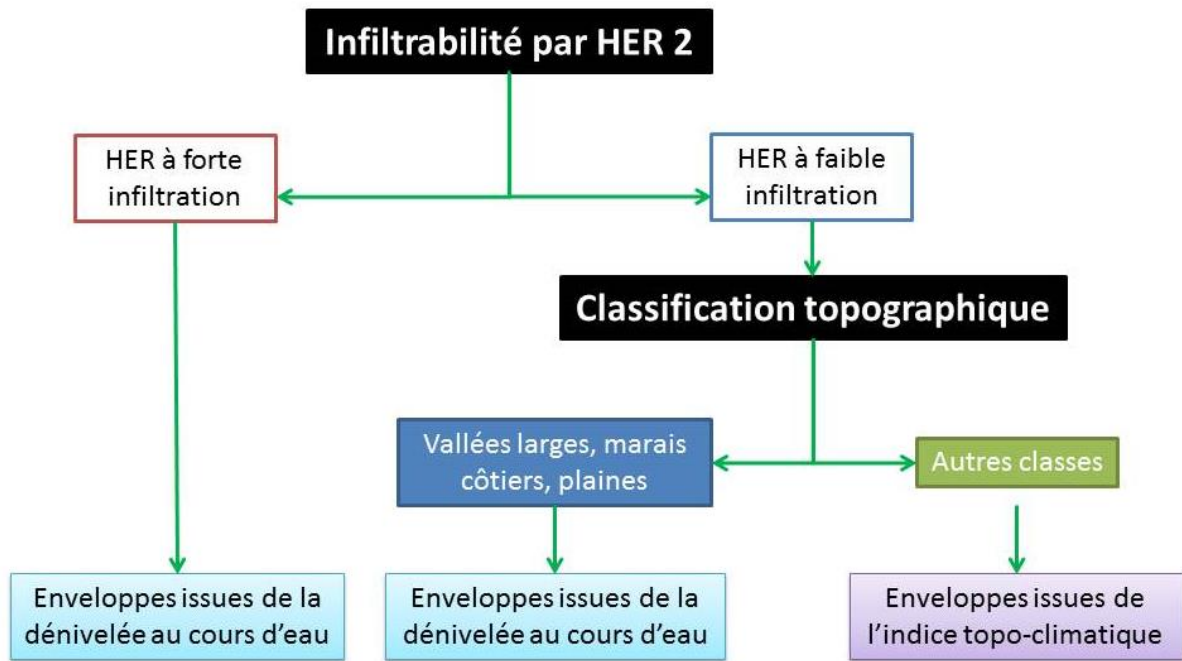 Infiltrabilité par HER 2
HER à forte
infiltration
HER à faible
infiltration
Classification topographique
Vallées larges, marais
côtiers, plaines
Autres classes
Enveloppes issues de la
dénivelée au cours d'eau
Enveloppes issues de la
dénivelée au cours d'eau
Enveloppes issues de
l'indice topo-climatique